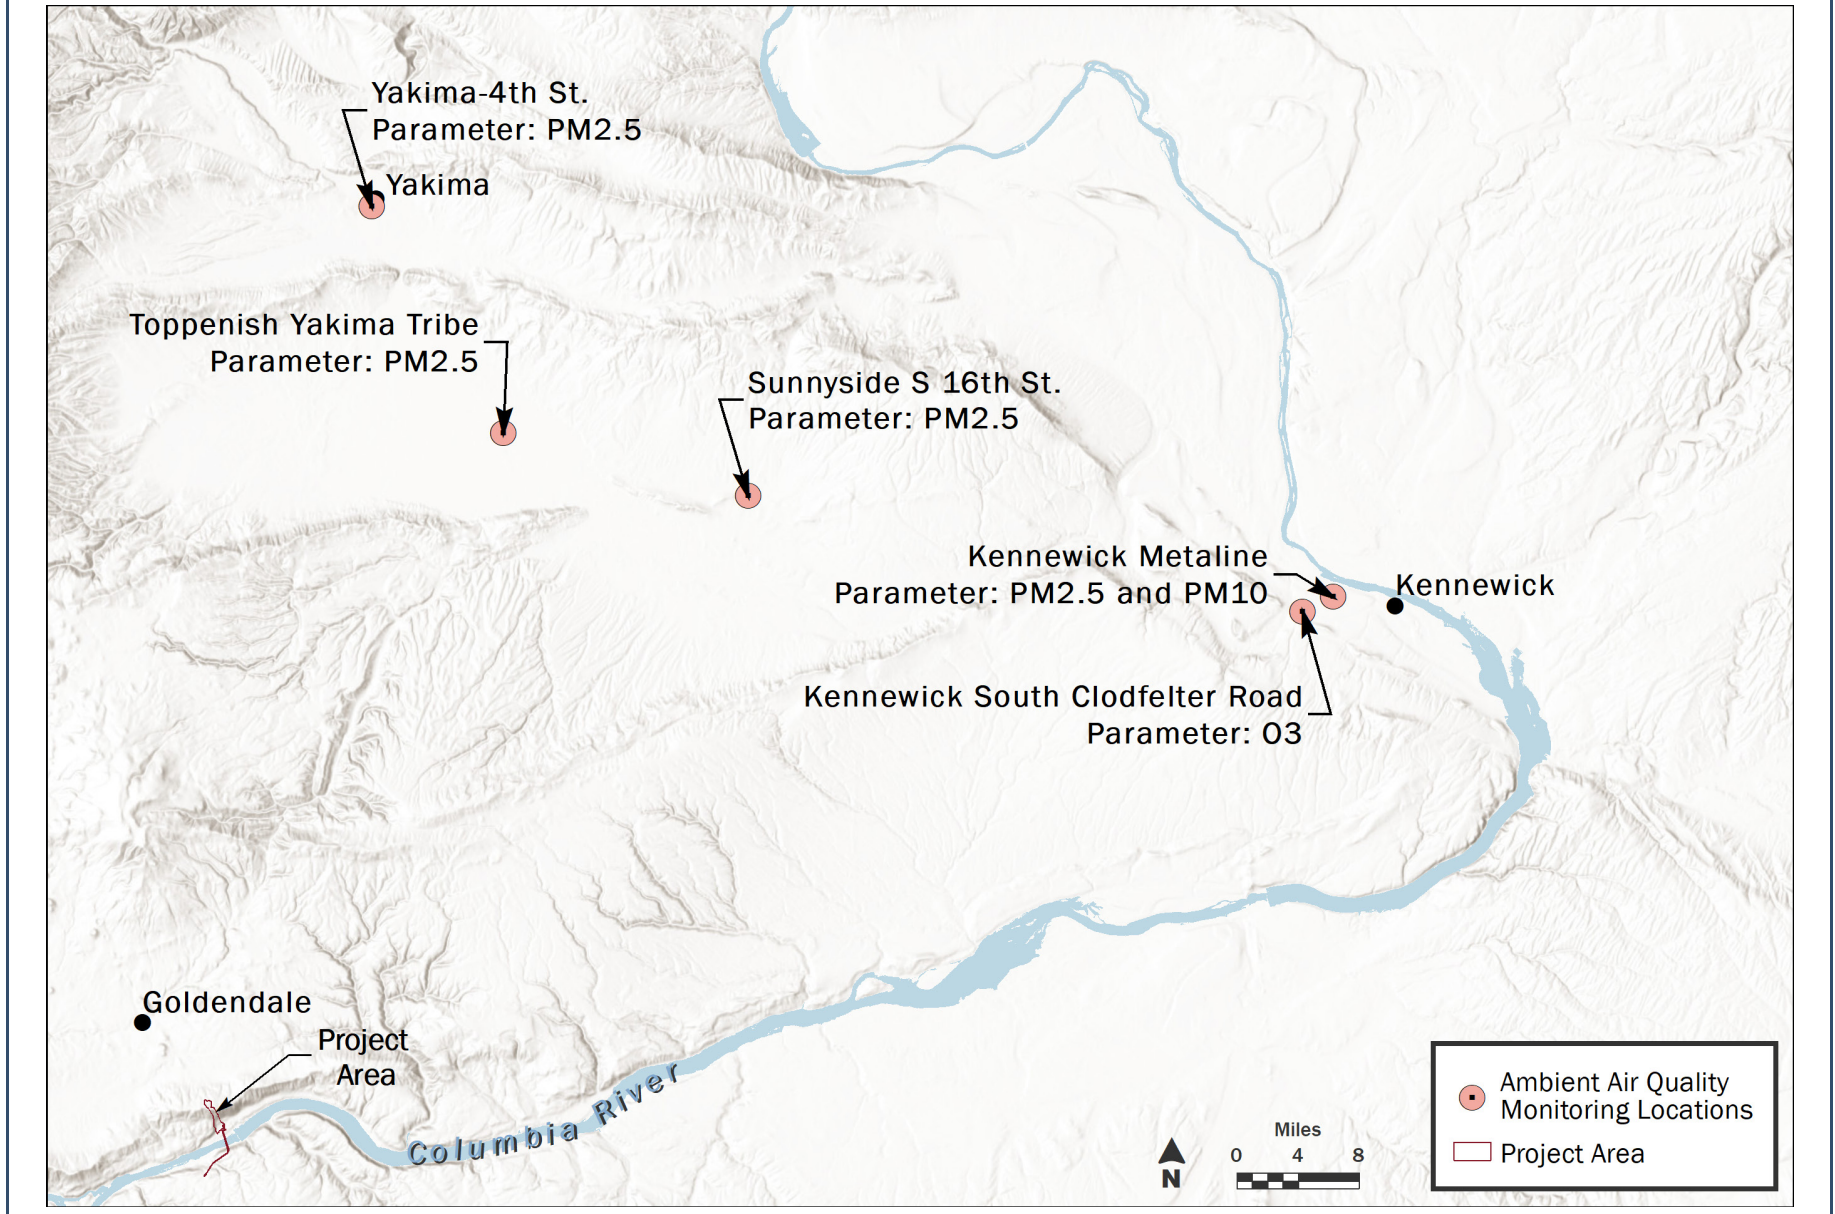 Yakima-4th St.
Parameter: PM2.5
Yakima
Toppenish Yakima Tribe
Parameter: PM2.5
Sunnyside S 16th St.
Parameter: PM2.5
Kennewick Metaline
Parameter: PM2.5 and PM10
Kennewick
Kennewick South Clodfelter Road
Parameter: O3
Goldendale
Project
Area
Columbia River
Miles
0 4 8
N
Ambient Air Quality
Monitoring Locations
Project Area